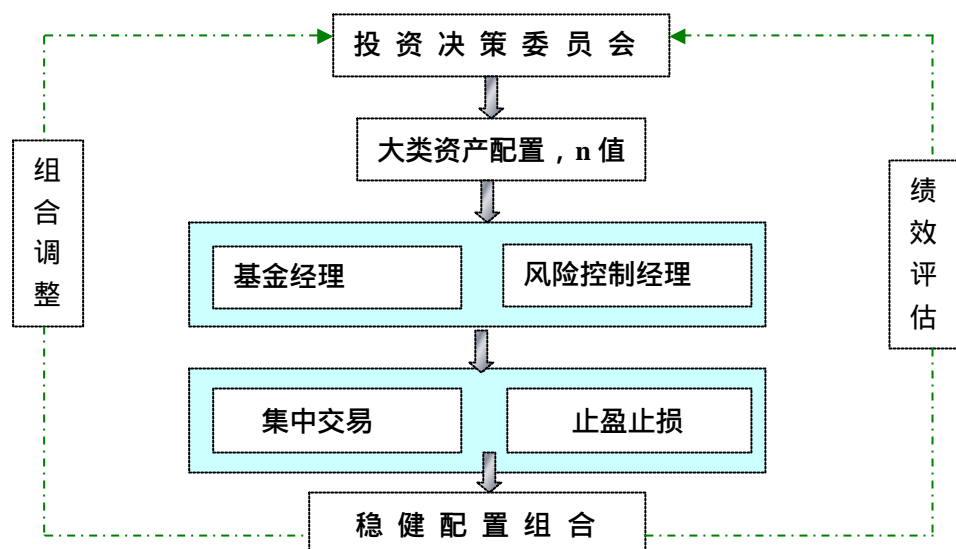 投资决策委员会
大类资产配置，n 值
组合调整
绩效评估
基金经理
风险控制经理
集中交易
止盈止损
稳健配置组合